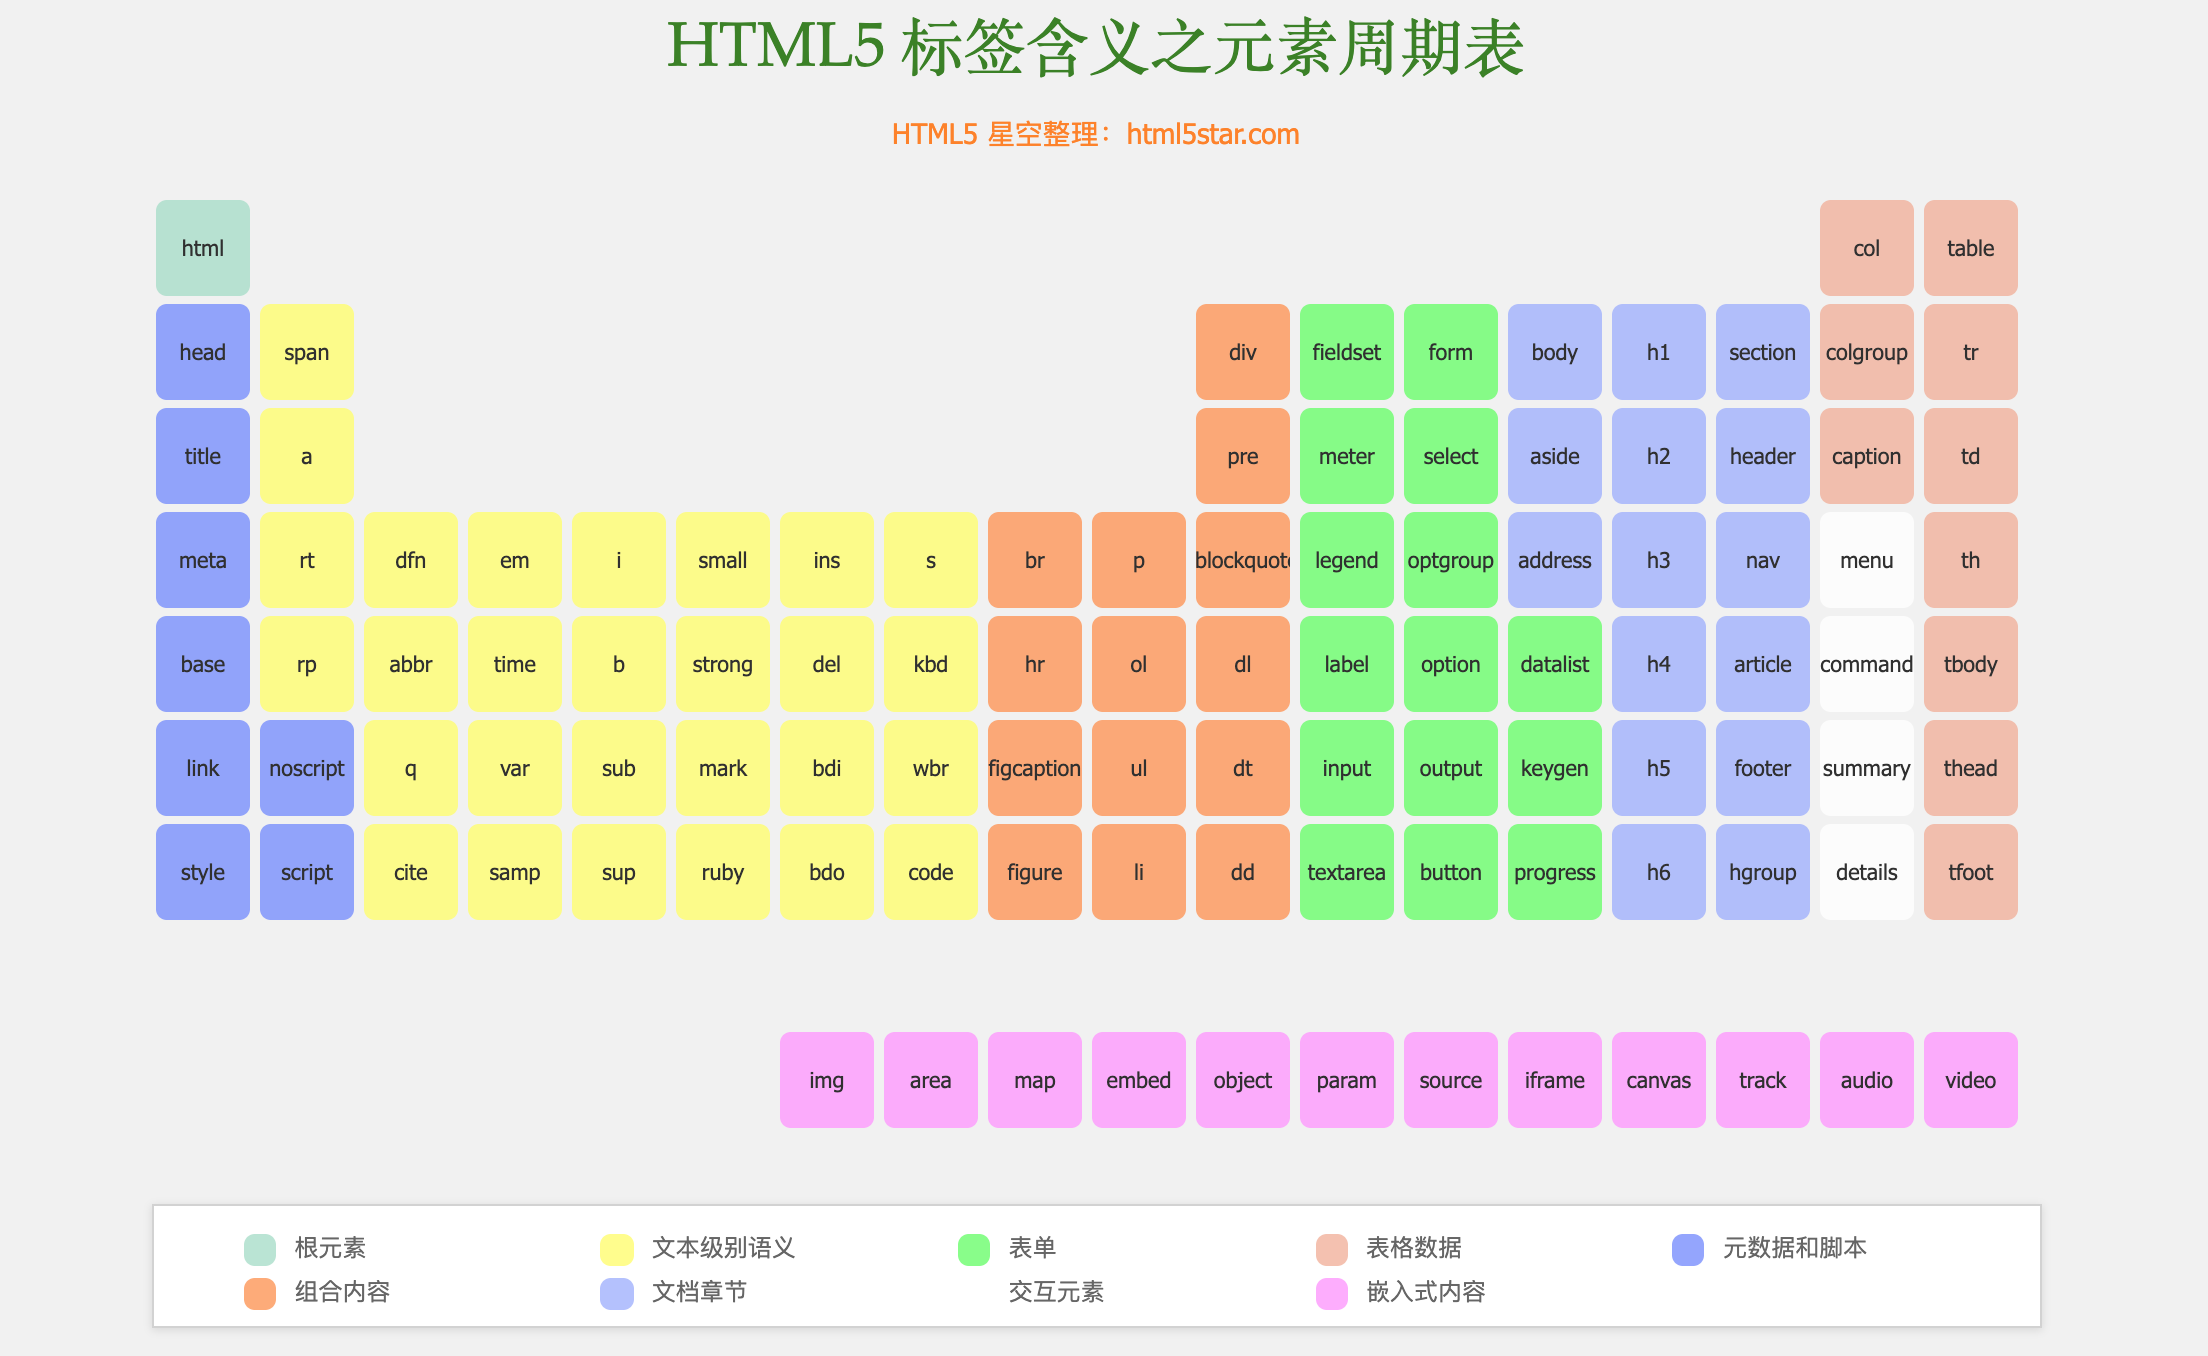 HTML5 标签含义之元素周期表
HTML5 星空整理：html5star.com
html col table
head span div fieldset form body h1 section colgroup tr
title a pre meter select aside h2 header caption td
meta rt dfn em i small ins s br p blockquote legend optgroup address h3 nav menu th
base rp abbr time b strong del kbd hr ol dl label option datalist h4 article command tbody
link noscript q var sub mark bdi wbr figcaption ul dt input output keygen h5 footer summary thead
style script cite samp sup ruby bdo code figure li dd textarea button progress h6 hgroup details tfoot
img area map embed object param source iframe canvas track audio video
根元素 文本级别语义 表单 表格数据 元数据和脚本
组合内容 文档章节 交互元素 嵌入式内容